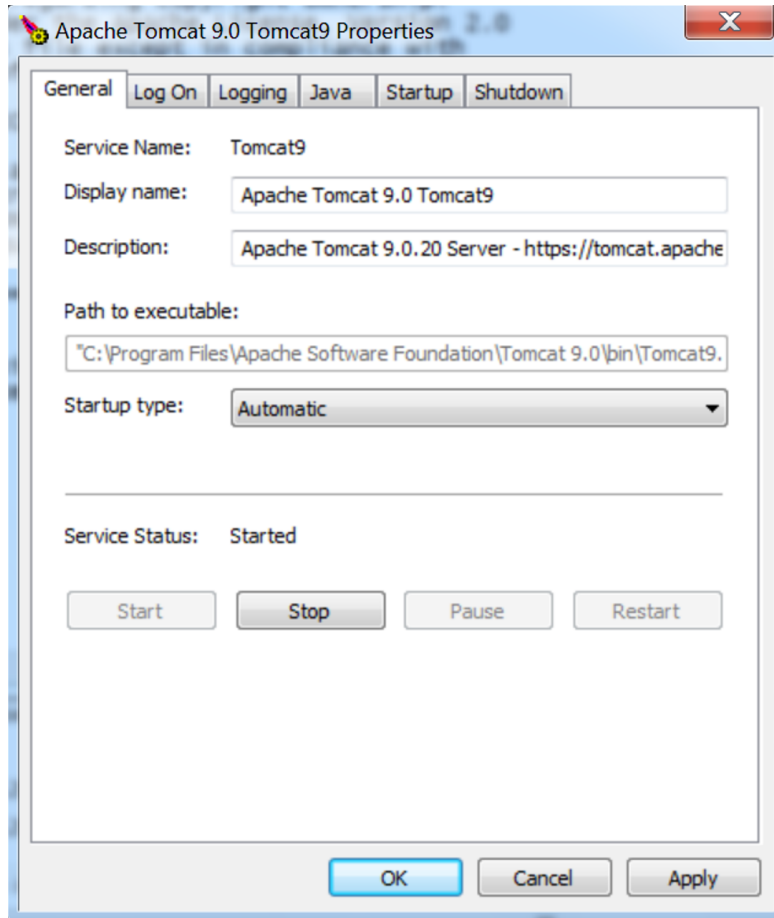 Apache Tomcat 9.0 Tomcat9 Properties
General Log On Logging Java Startup Shutdown
Service Name: Tomcat9
Display name: Apache Tomcat 9.0 Tomcat9
Description: Apache Tomcat 9.0.20 Server - https://tomcat.apache
Path to executable:
"C:\Program Files\Apache Software Foundation\Tomcat 9.0\bin\Tomcat9.
Startup type: Automatic
Service Status: Started
Start Stop Pause Restart
OK Cancel Apply